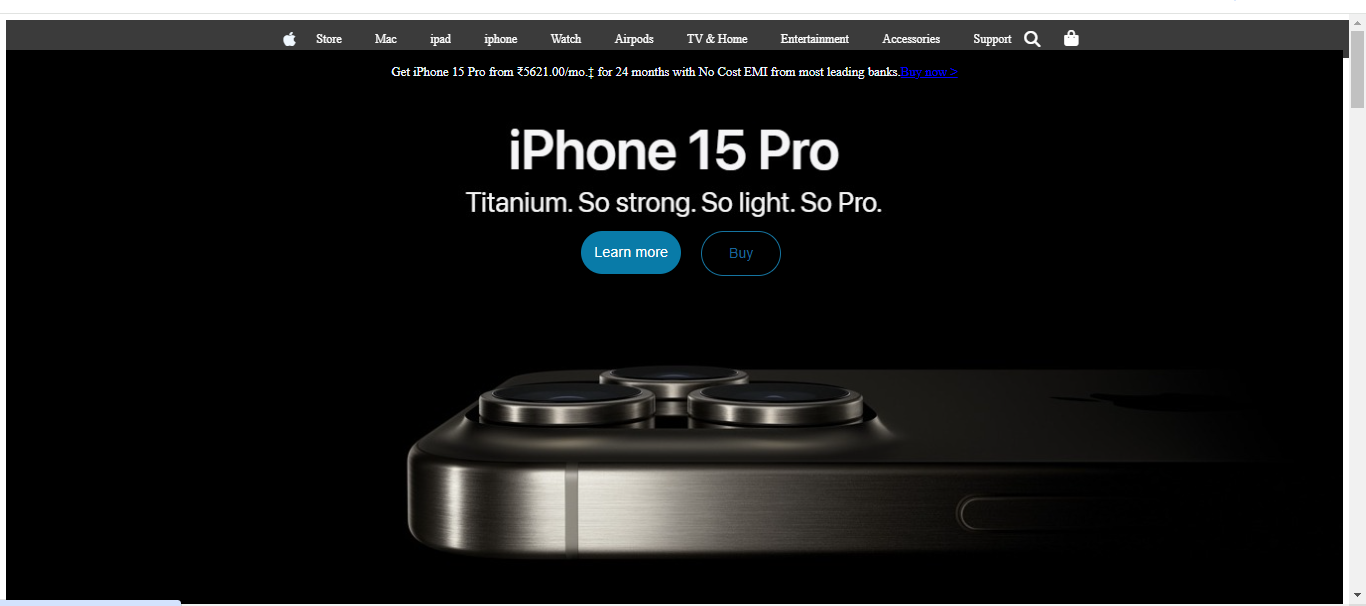 Store Mac ipad iphone Watch Airpods TV & Home Entertainment Accessories Support
Get iPhone 15 Pro from ₹5621.00/mo.‡ for 24 months with No Cost EMI from most leading banks.Buy now>
iPhone 15 Pro
Titanium. So strong. So light. So Pro.
Learn more Buy